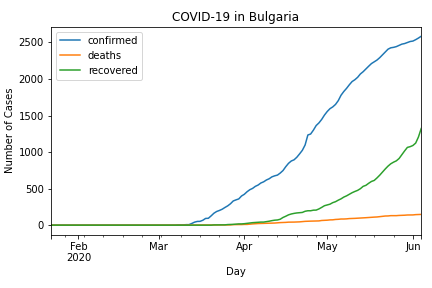 COVID-19 in Bulgaria
confirmed
deaths
recovered
Number of Cases
2500
2000
1500
1000
500
0
Feb Mar Apr May Jun
2020
Day